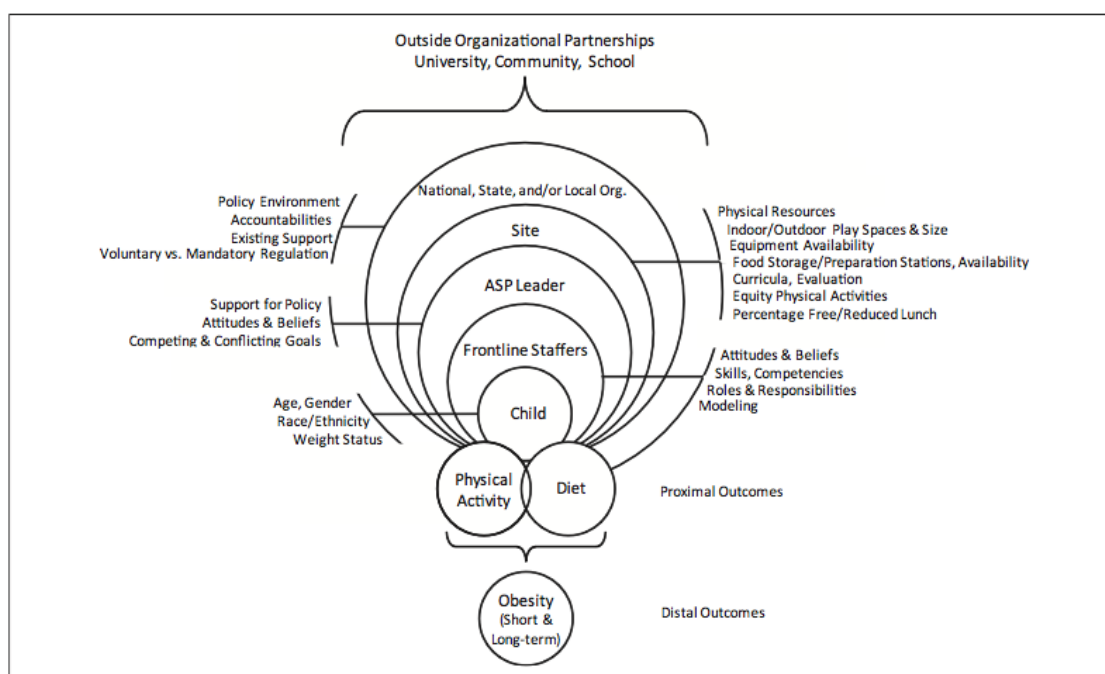 Outside Organizational Partnerships
University, Community, School
National, State, and/or Local Org.
Policy Environment
Accountabilities
Existing Support
Voluntary vs. Mandatory Regulation
Physical Resources
Indoor/Outdoor Play Spaces & Size
Equipment Availability
Food Storage/Preparation Stations, Availability
Curricula, Evaluation
Equity Physical Activities
Percentage Free/Reduced Lunch
Site
ASP Leader
Support for Policy
Attitudes & Beliefs
Competing & Conflicting Goals
Frontline Staffers
Attitudes & Beliefs
Skills, Competencies
Roles & Responsibilities
Modeling
Age, Gender
Race/Ethnicity
Weight Status
Child
Physical
Activity
Diet
Proximal Outcomes
Obesity
(Short &
Long-term)
Distal Outcomes